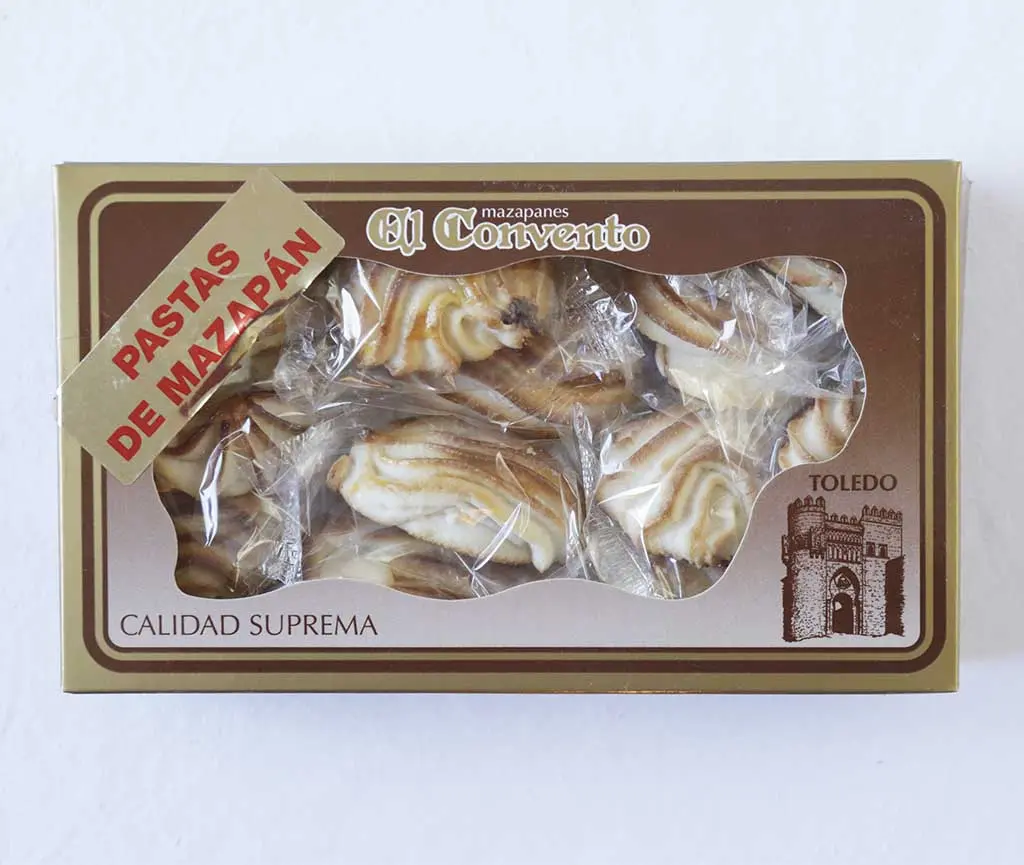 mazapanes
El Convento
PASTAS
DE MAZAPÁN
TOLEDO
CALIDAD SUPREMA